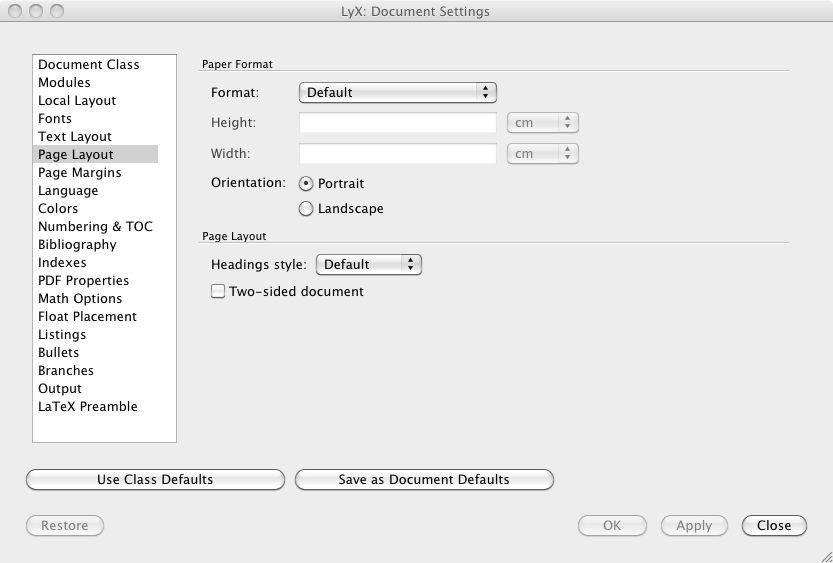 LyX: Document Settings
Document Class
Modules
Local Layout
Fonts
Text Layout
Page Layout
Page Margins
Language
Colors
Numbering & TOC
Bibliography
Indexes
PDF Properties
Math Options
Float Placement
Listings
Bullets
Branches
Output
LaTeX Preamble
Paper Format
Format: Default
Height: cm
Width: cm
Orientation: Portrait
Landscape
Page Layout
Headings style: Default
Two-sided document
Use Class Defaults Save as Document Defaults
Restore OK Apply Close